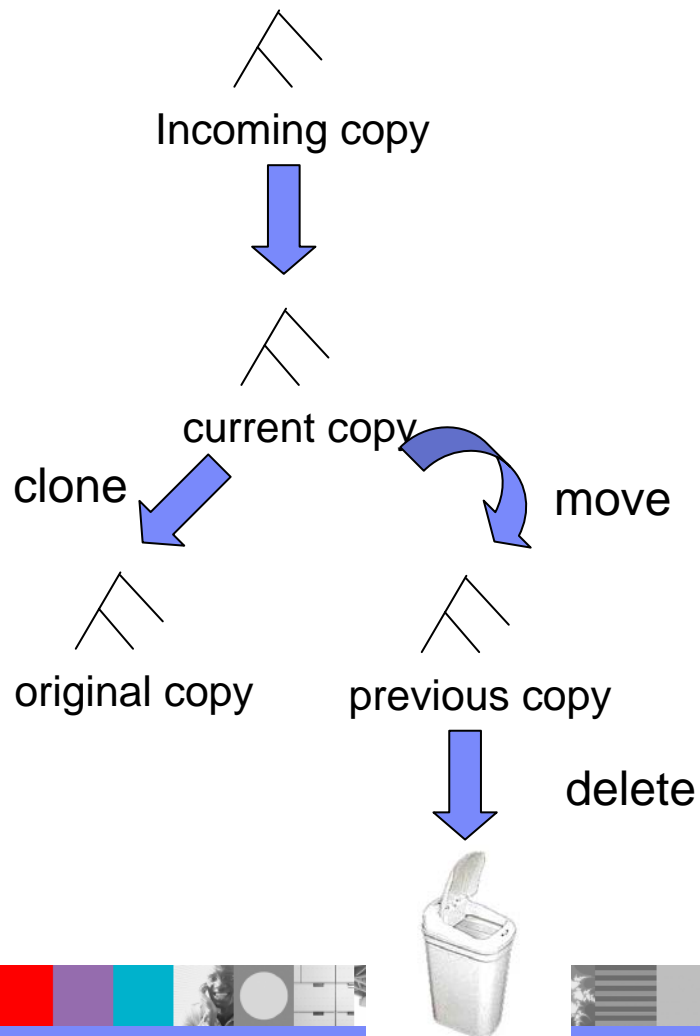 Incoming copy
current copy
clone
move
original copy
previous copy
delete